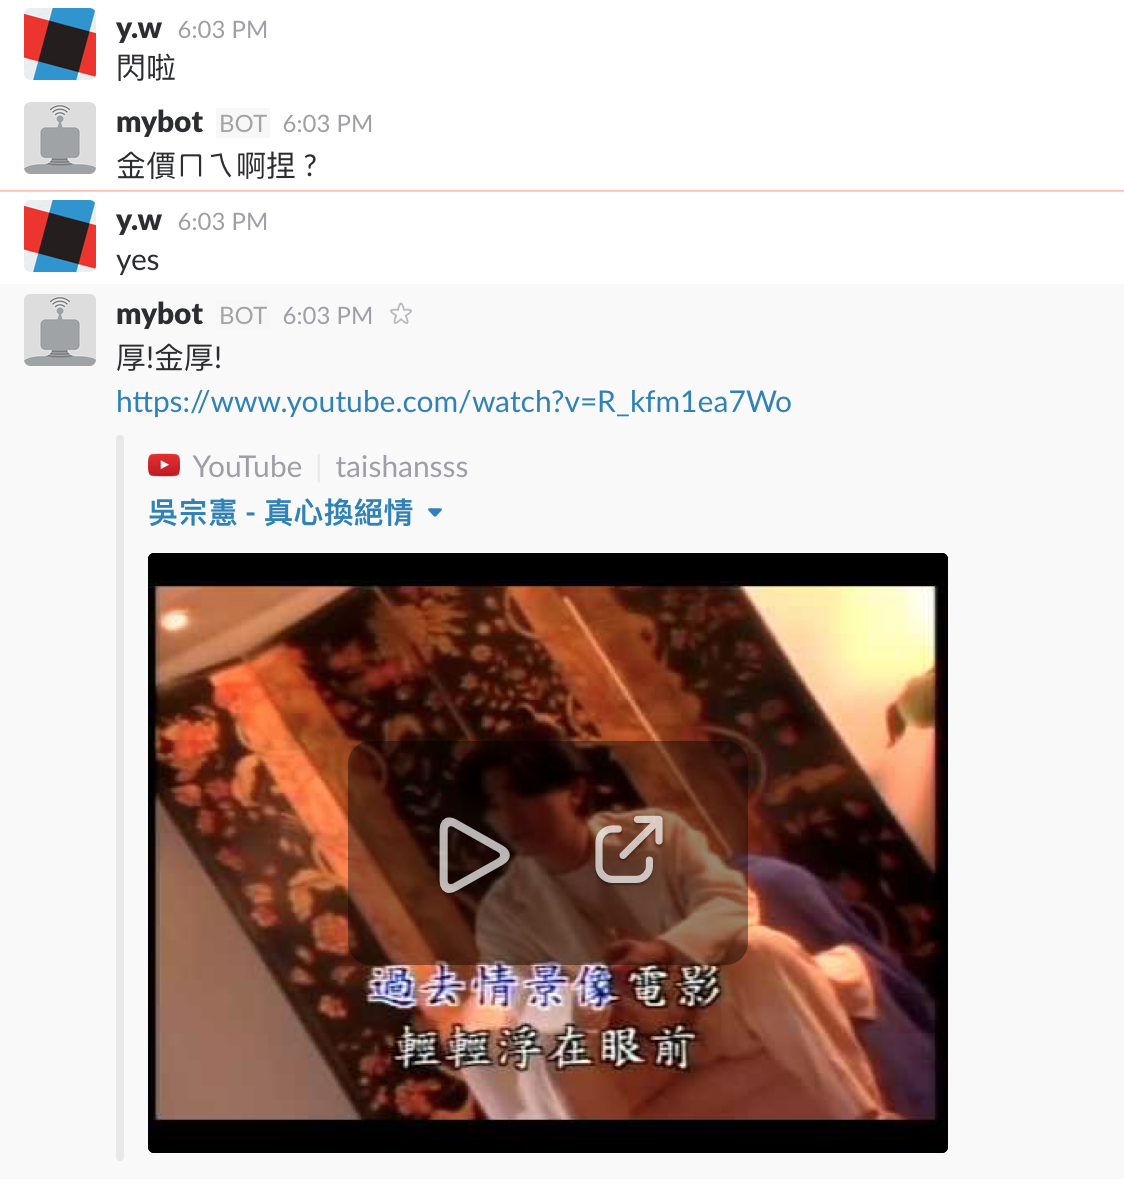 y.w 6:03 PM
閃啦
mybot BOT 6:03 PM
金價ㄇㄟ啊捏？
y.w 6:03 PM
yes
mybot BOT 6:03 PM
厚!金厚!
https://www.youtube.com/watch?v=R_kfm1ea7Wo
YouTube | taishansss
吳宗憲 - 真心換絕情
過去情景像電影
輕輕浮在眼前